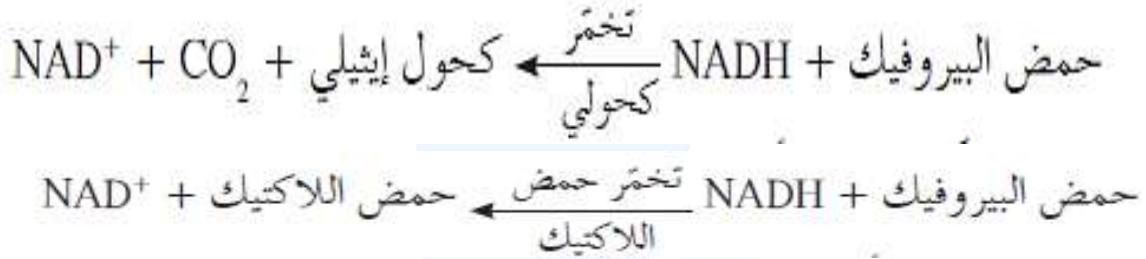 حمض البيروفيك + NADH ← تخمّر كحولي كحول إيثيلي + CO₂ + NAD⁺
حمض البيروفيك + NADH ← تخمّر حمض اللاكتيك حمض اللاكتيك + NAD⁺